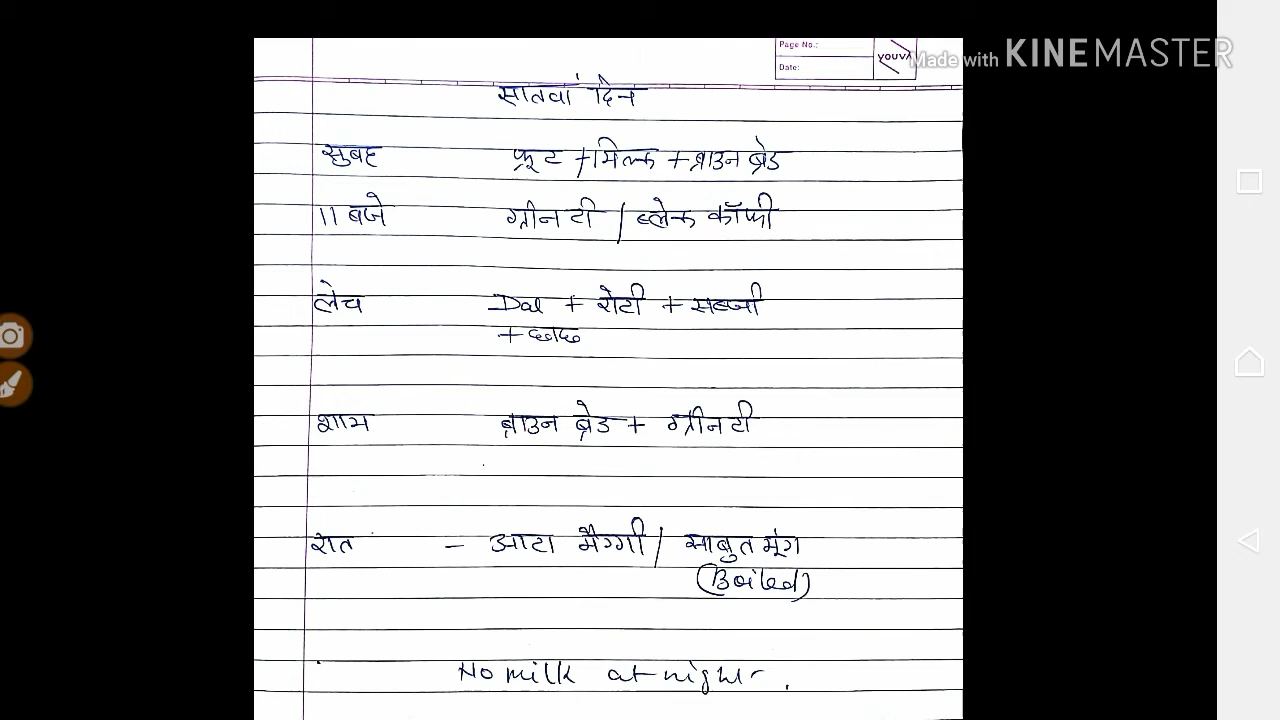 Page No.:
Date:
YOUVA
Made with KINEMASTER
सातवां दिन
सुबह फ्रूट + मिल्क + ब्राउन ब्रेड
11 बजे ग्रीन टी / ब्लेक कॉफी
लेच Dal + रोटी + सब्जी
+ छाछ
शाम ब्राउन ब्रेड + ग्रीन टी
रात - आटा मैग्गी / साबुत मूंग
(Boiled)
No milk at night.